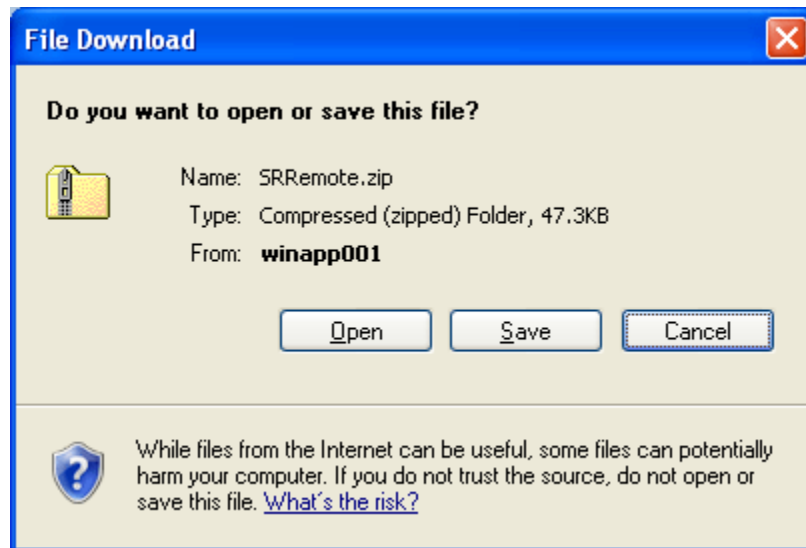 File Download
Do you want to open or save this file?
Name: SRRemote.zip
Type: Compressed (zipped) Folder, 47.3KB
From: winapp001
Open Save Cancel
While files from the Internet can be useful, some files can potentially
harm your computer. If you do not trust the source, do not open or
save this file. What's the risk?